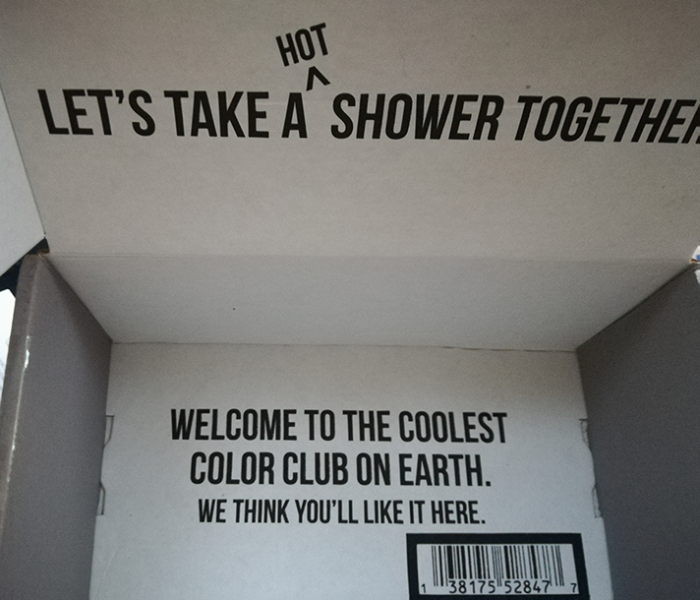 HOT
^
LET'S TAKE A SHOWER TOGETHER
WELCOME TO THE COOLEST
COLOR CLUB ON EARTH.
WE THINK YOU'LL LIKE IT HERE.
1 38175 52847 7